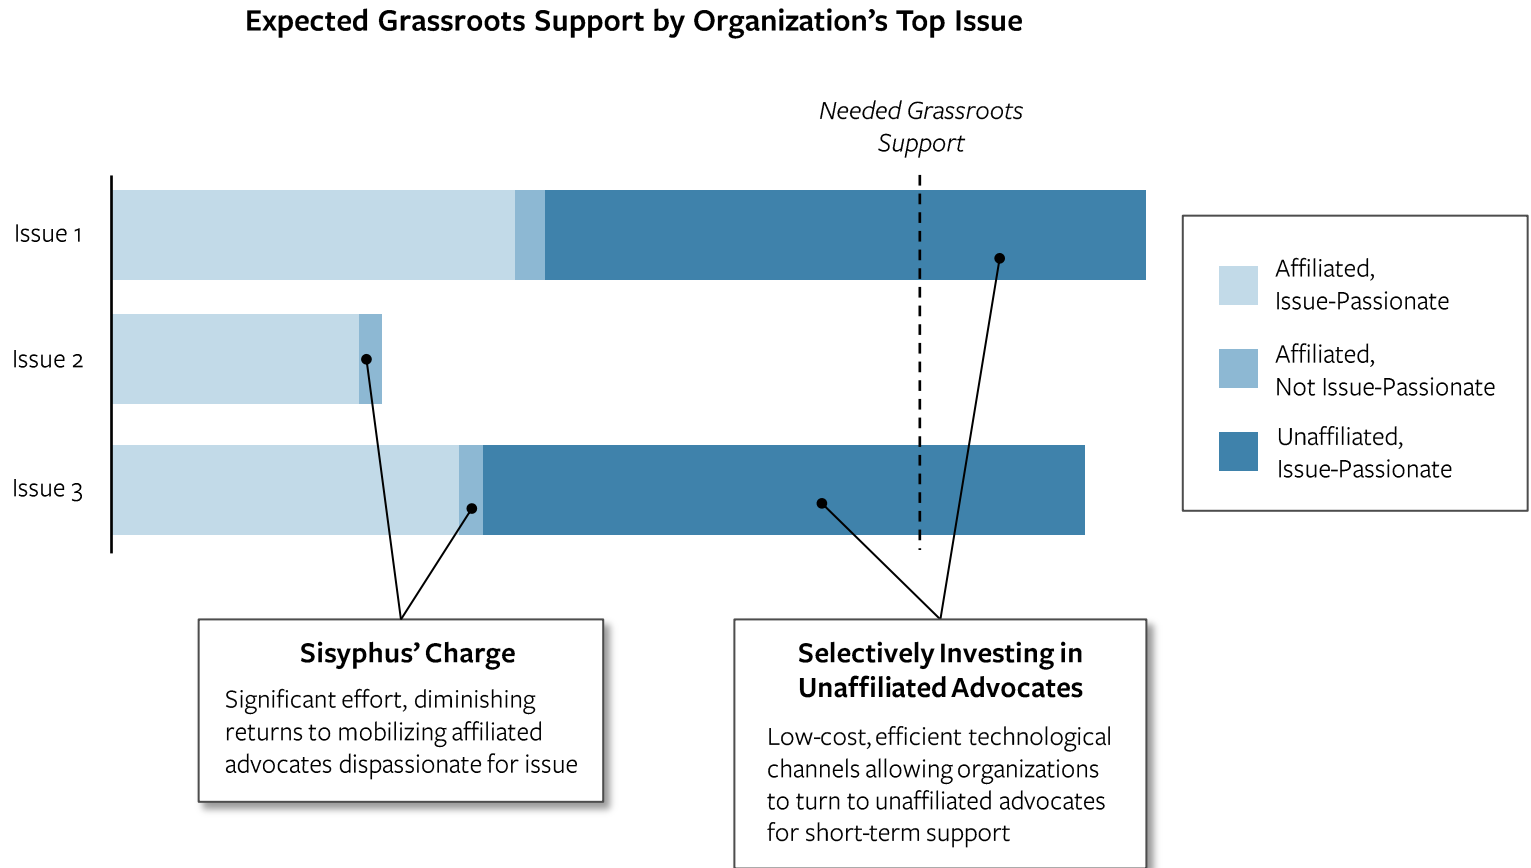 Expected Grassroots Support by Organization's Top Issue
Needed Grassroots
Support
Issue 1
Issue 2
Issue 3
Affiliated,
Issue-Passionate
Affiliated,
Not Issue-Passionate
Unaffiliated,
Issue-Passionate
Sisyphus' Charge
Significant effort, diminishing
returns to mobilizing affiliated
advocates dispassionate for issue
Selectively Investing in
Unaffiliated Advocates
Low-cost, efficient technological
channels allowing organizations
to turn to unaffiliated advocates
for short-term support